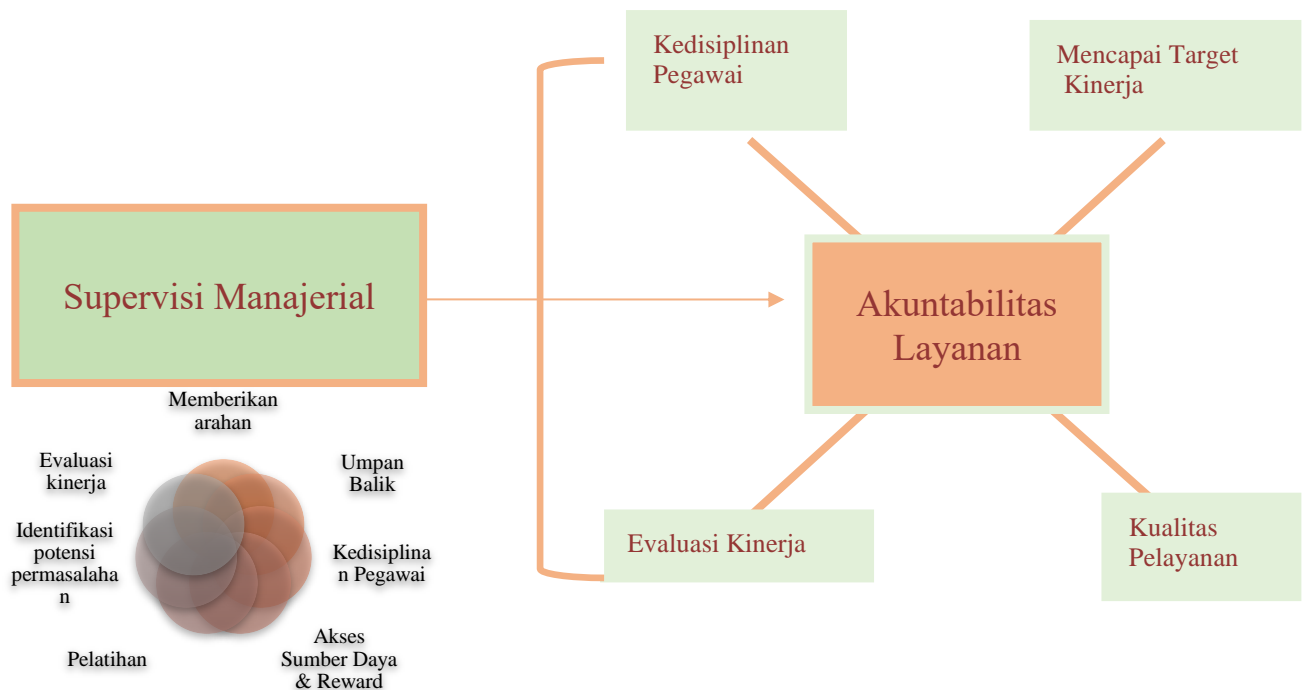 Kedisiplinan
Pegawai
Mencapai Target
Kinerja
Supervisi Manajerial
Akuntabilitas
Layanan
Memberikan
arahan
Evaluasi
kinerja
Umpan
Balik
Identifikasi
potensi
permasalaha
n
Kedisiplina
n Pegawai
Pelatihan
Akses
Sumber Daya
& Reward
Evaluasi Kinerja
Kualitas
Pelayanan